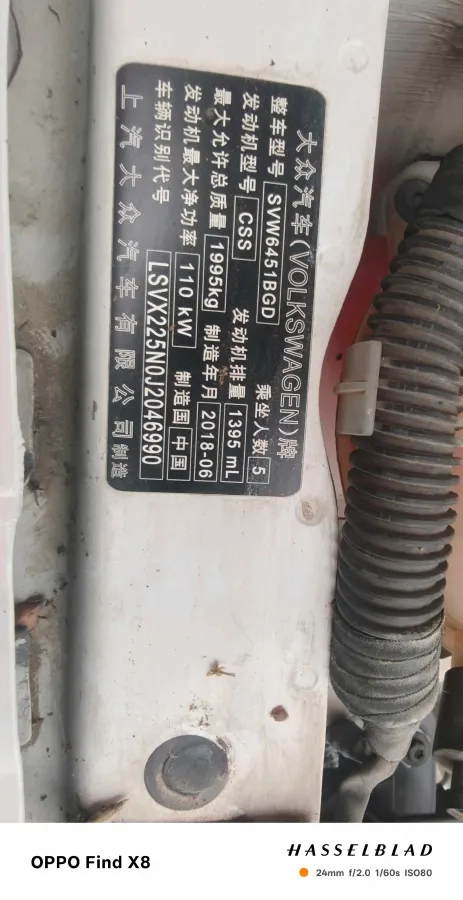 大众汽车(VOLKSWAGEN)牌
整车型号 SVW6451BGD 乘坐人数 5
发动机型号 CSS 发动机排量 1395 mL
最大允许总质量 1995kg 制造年月 2018-06
发动机最大净功率 110 kW 制造国 中国
车辆识别代号 LSVX225N0J2046990
上汽大众汽车有限公司制造
OPPO Find X8
HASSELBLAD
24mm f/2.0 1/60s ISO80